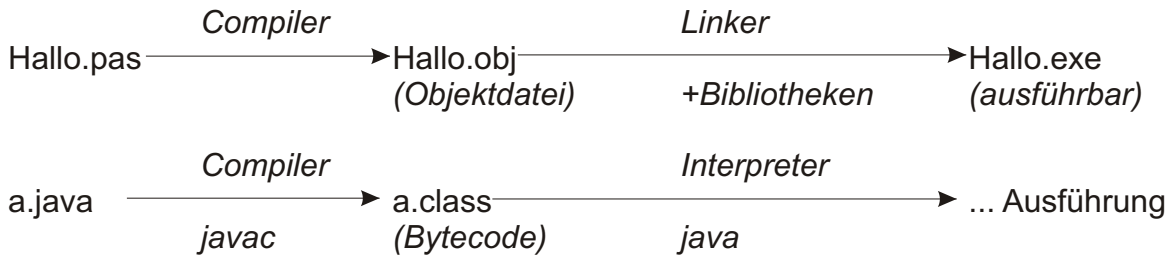 Compiler Linker
Hallo.pas Hallo.obj Hallo.exe
(Objektdatei) +Bibliotheken (ausführbar)
Compiler Interpreter
a.java a.class ... Ausführung
javac (Bytecode) java